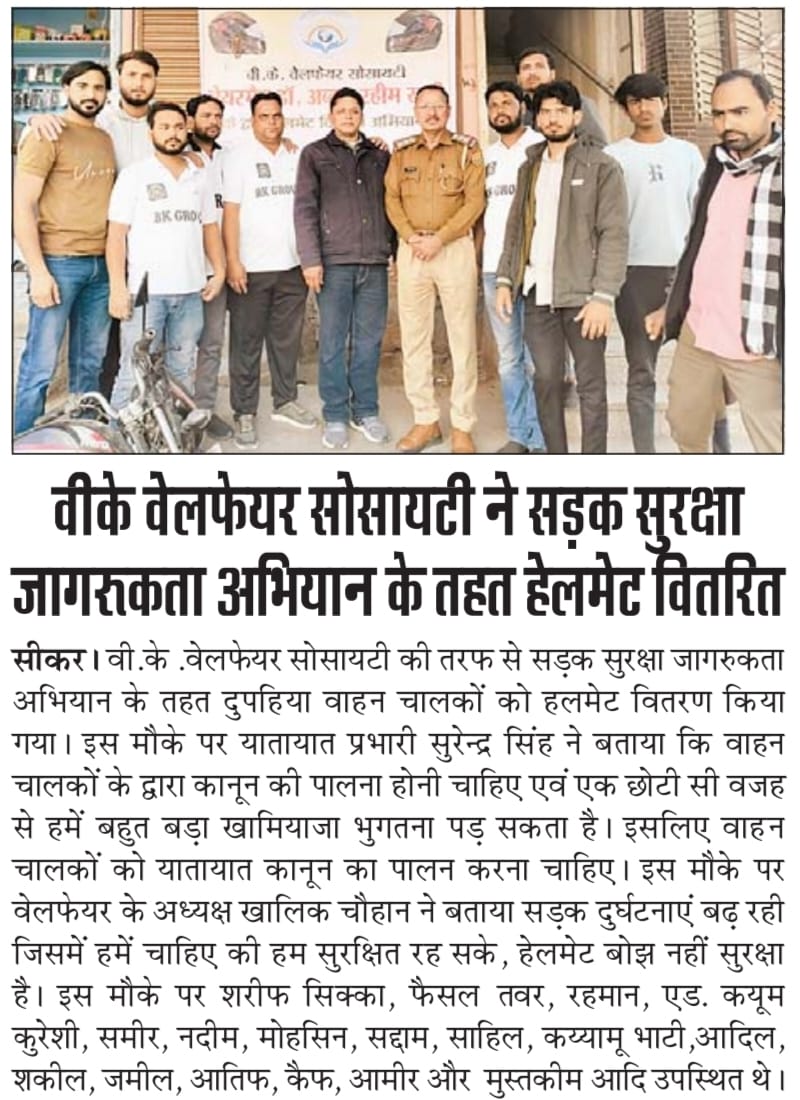 वी.के. वैलफेयर सोसायटी
BK GROU
BK GROU
वीके वेलफेयर सोसायटी ने सड़क सुरक्षा
जागरुकता अभियान के तहत हेलमेट वितरित
सीकर। वी.के .वेलफेयर सोसायटी की तरफ से सड़क सुरक्षा जागरुकता
अभियान के तहत दुपहिया वाहन चालकों को हलमेट वितरण किया
गया। इस मौके पर यातायात प्रभारी सुरेन्द्र सिंह ने बताया कि वाहन
चालकों के द्वारा कानून की पालना होनी चाहिए एवं एक छोटी सी वजह
से हमें बहुत बड़ा खामियाजा भुगतना पड़ सकता है। इसलिए वाहन
चालकों को यातायात कानून का पालन करना चाहिए। इस मौके पर
वेलफेयर के अध्यक्ष खालिक चौहान ने बताया सड़क दुर्घटनाएं बढ़ रही
जिसमें हमें चाहिए की हम सुरक्षित रह सके, हेलमेट बोझ नहीं सुरक्षा
है। इस मौके पर शरीफ सिक्का, फैसल तवर, रहमान, एड. कयूम
कुरेशी, समीर, नदीम, मोहसिन, सद्दाम, साहिल, कय्यामू भाटी,आदिल,
शकील, जमील, आतिफ, कैफ, आमीर और मुस्तकीम आदि उपस्थित थे।